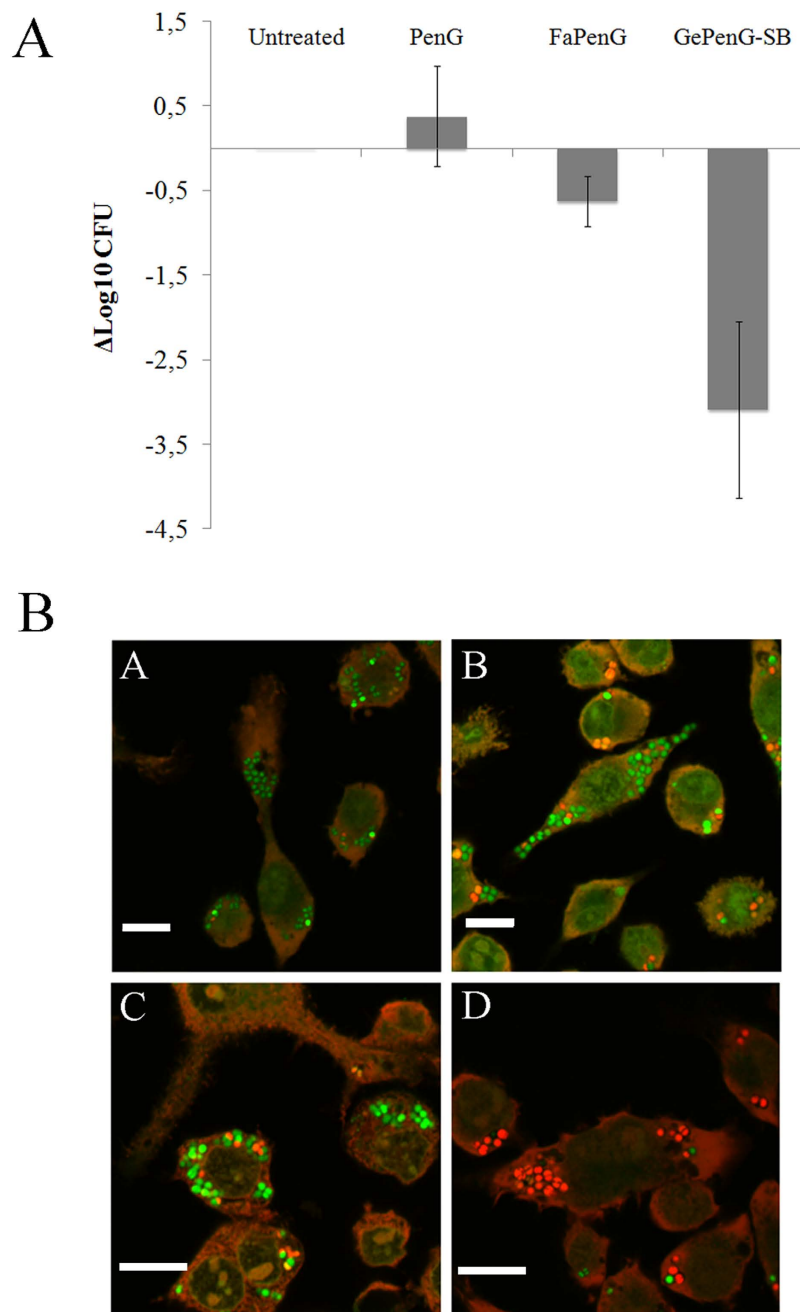 A
Untreated PenG FaPenG GePenG-SB
1,5
0,5
-0,5
-1,5
-2,5
-3,5
-4,5
ΔLog10 CFU
B
A
B
C
D